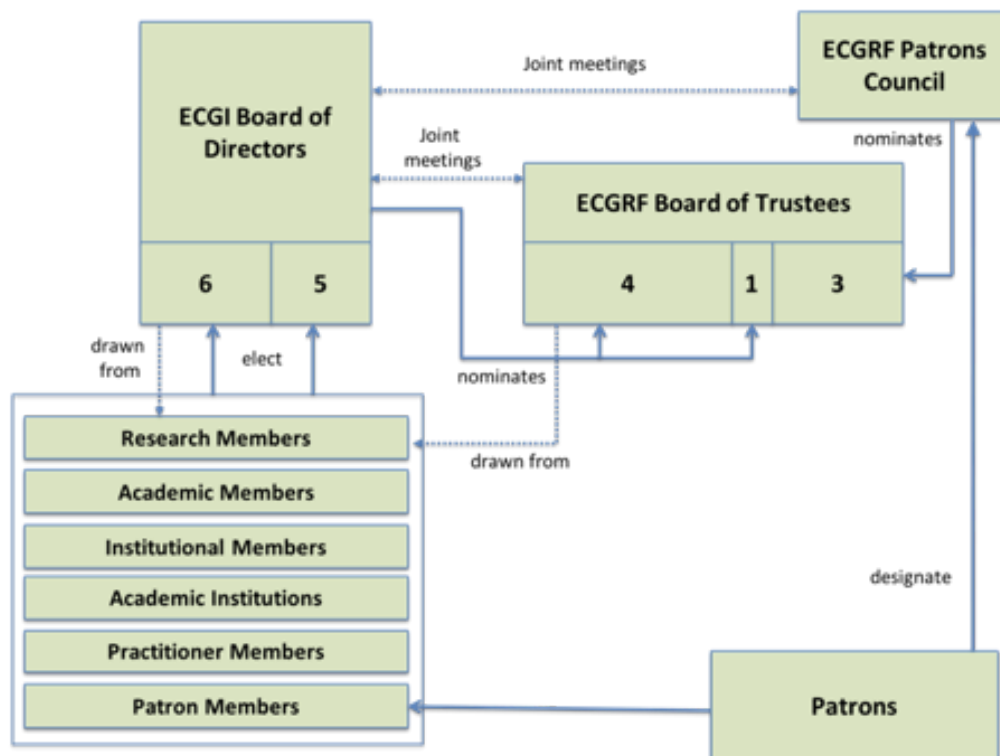 ECGI Board of
Directors
Joint meetings
ECGRF Patrons
Council
Joint
meetings
nominates
ECGRF Board of Trustees
6
5
4
1
3
drawn
from
elect
nominates
drawn from
Research Members
Academic Members
Institutional Members
Academic Institutions
Practitioner Members
Patron Members
designate
Patrons